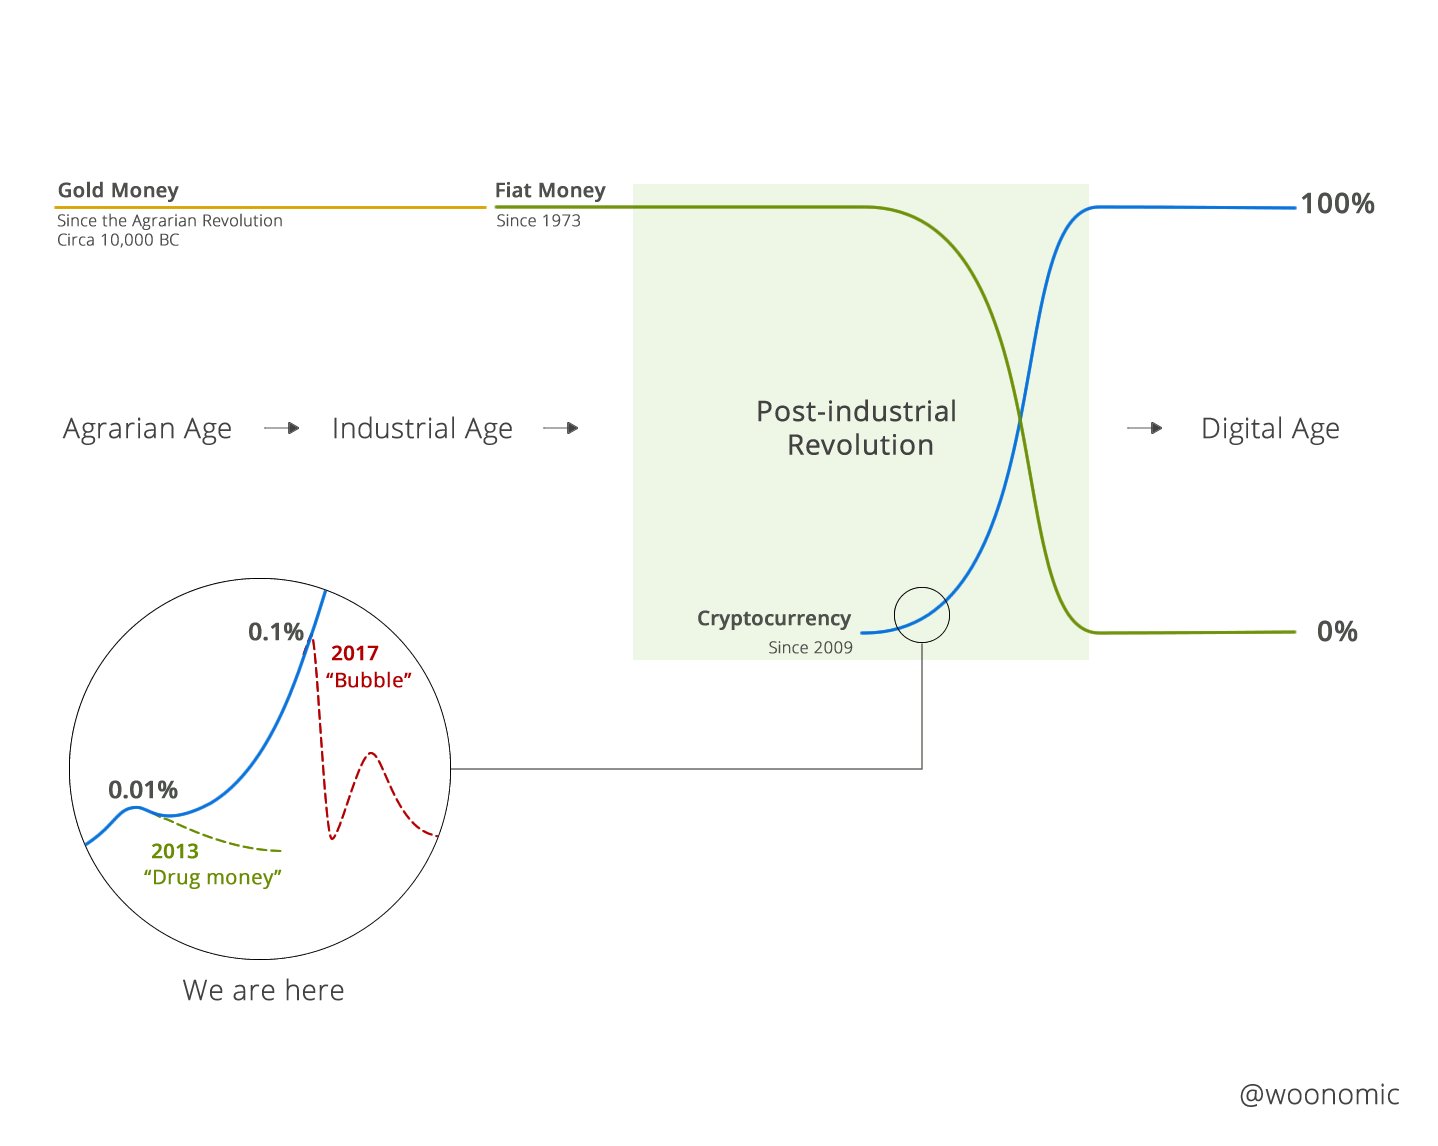 Gold Money
Since the Agrarian Revolution
Circa 10,000 BC
Fiat Money
Since 1973
100%
Agrarian Age
Industrial Age
Post-industrial
Revolution
Digital Age
Cryptocurrency
Since 2009
0%
0.1%
2017
“Bubble”
0.01%
2013
“Drug money”
We are here
@woonomic